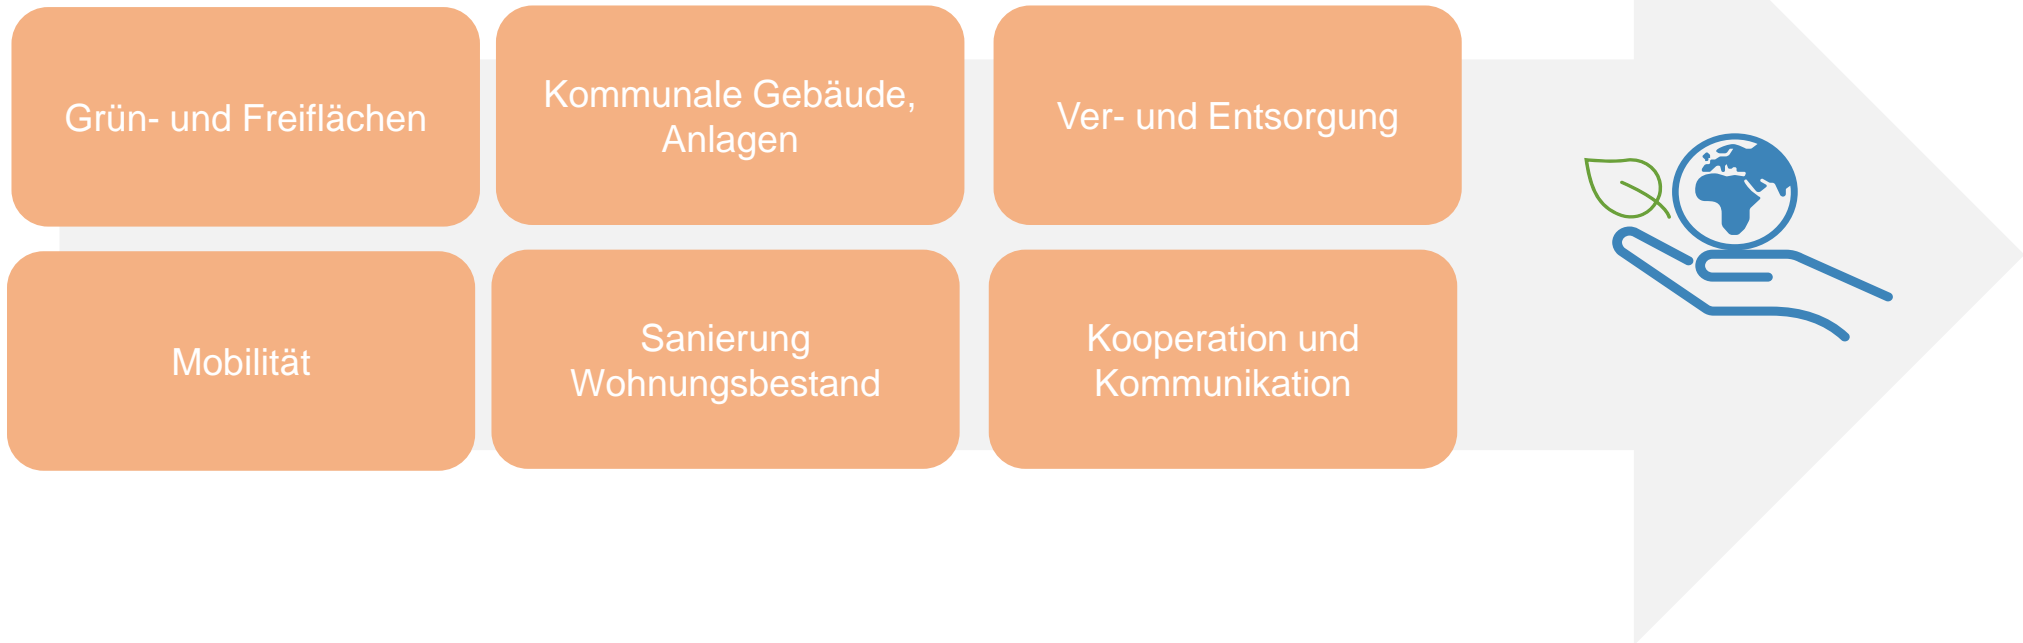 Grün- und Freiflächen
Kommunale Gebäude,
Anlagen
Ver- und Entsorgung
Mobilität
Sanierung
Wohnungsbestand
Kooperation und
Kommunikation